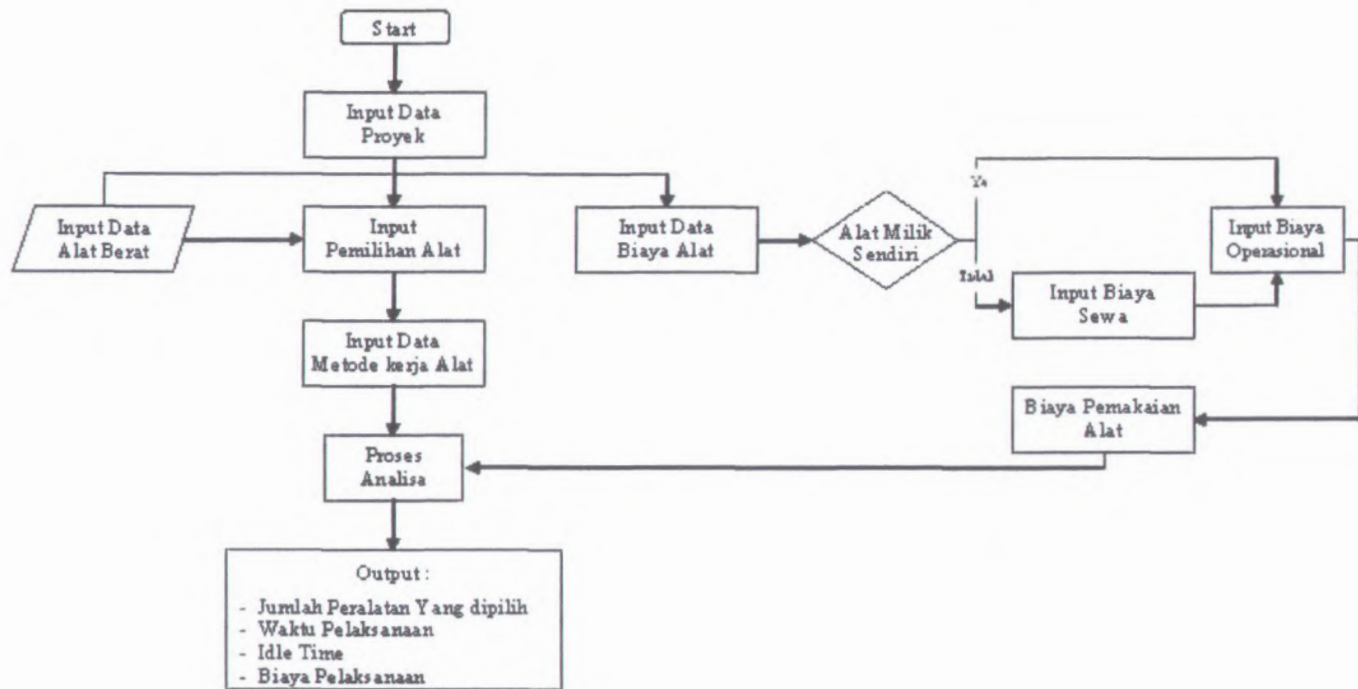 Start
Input Data
Proyek
Input Data
Alat Berat
Input
Pemilihan Alat
Input Data
Biaya Alat
Alat Milik
Sendiri
Ya
Tidak
Input Biaya
Operasional
Input Biaya
Sewa
Input Data
Metode kerja Alat
Biaya Pemakaian
Alat
Proses
Analisa
Output :
- Jumlah Peralatan Yang dipilih
- Waktu Pelaksanaan
- Idle Time
- Biaya Pelaksanaan